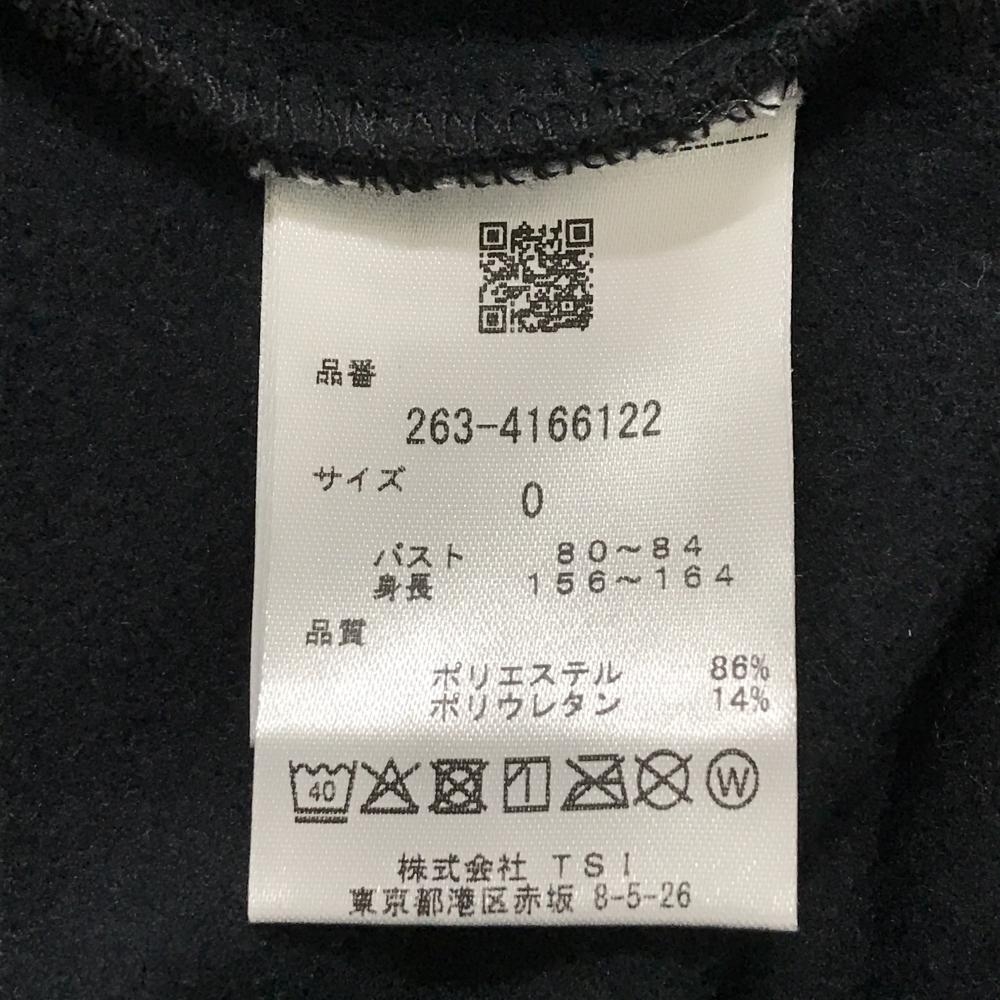 品番
263-4166122
サイズ
0
バスト 80～84
身長 156～164
品質
ポリエステル 86%
ポリウレタン 14%
40 W
株式会社 TSI
東京都港区赤坂 8-5-26